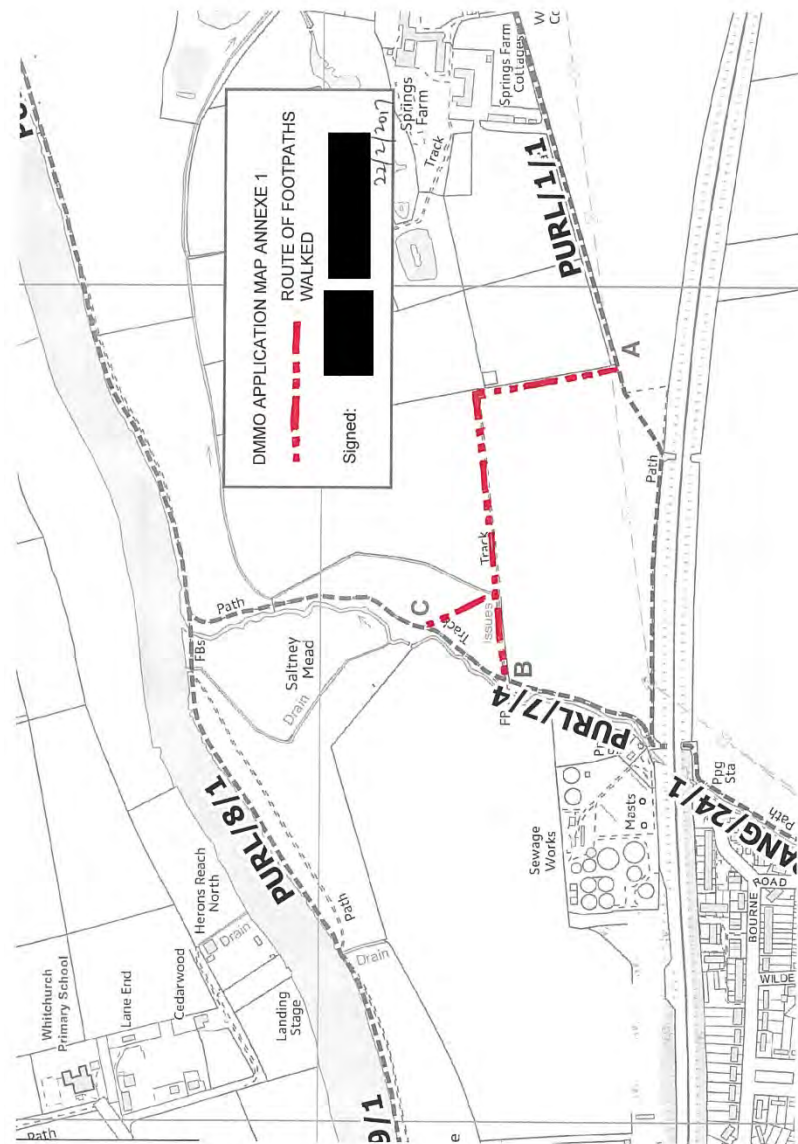 DMMO APPLICATION MAP ANNEXE 1
ROUTE OF FOOTPATHS
WALKED
Signed:
22/2/2017
Whitchurch
Primary School
Lane End
Cedarwood
Herons Reach
North
Landing
Stage
Drain
Path
Path
Drain
PURL/8/1
9/1
FBs
Path
Saltney
Mead
Drain
C
Track
Issues
Track
B
FP
PURL/7/4
A
PURL/1/1
Path
Springs
Farm
Track
Springs Farm
Cottages
Sewage
Works
Masts
Ppg
Sta
PANG/24/1
Path
BOURNE
ROAD
WILDE